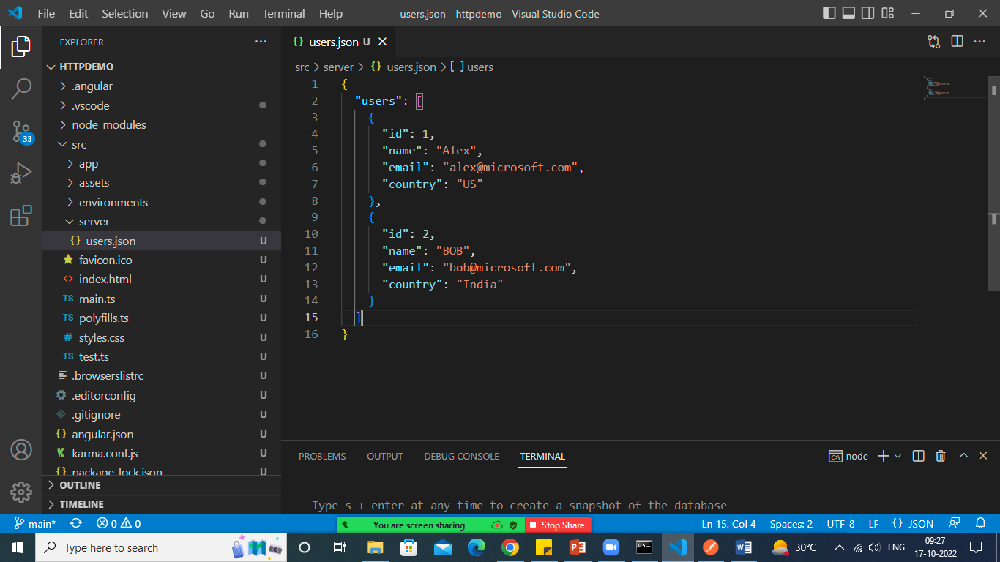 File Edit Selection View Go Run Terminal Help
users.json - httpdemo - Visual Studio Code
EXPLORER
HTTPDEMO
.angular
.vscode
node_modules
src
app
assets
environments
server
users.json U
favicon.ico U
index.html U
main.ts U
polyfills.ts U
styles.css U
test.ts U
.browserslistrc U
.editorconfig U
.gitignore U
angular.json U
karma.conf.js U
package-lock.json U
OUTLINE
TIMELINE
33
users.json U
src > server > {} users.json > [ ] users
1 {
2 "users": [
3 {
4 "id": 1,
5 "name": "Alex",
6 "email": "alex@microsoft.com",
7 "country": "US"
8 },
9 {
10 "id": 2,
11 "name": "BOB",
12 "email": "bob@microsoft.com",
13 "country": "India"
14 }
15 ]
16 }
PROBLEMS OUTPUT DEBUG CONSOLE TERMINAL
node
Type s + enter at any time to create a snapshot of the database
main* 0 0
You are screen sharing Stop Share
Ln 15, Col 4 Spaces: 2 UTF-8 LF {} JSON
Type here to search
30°C ENG
09:27
17-10-2022